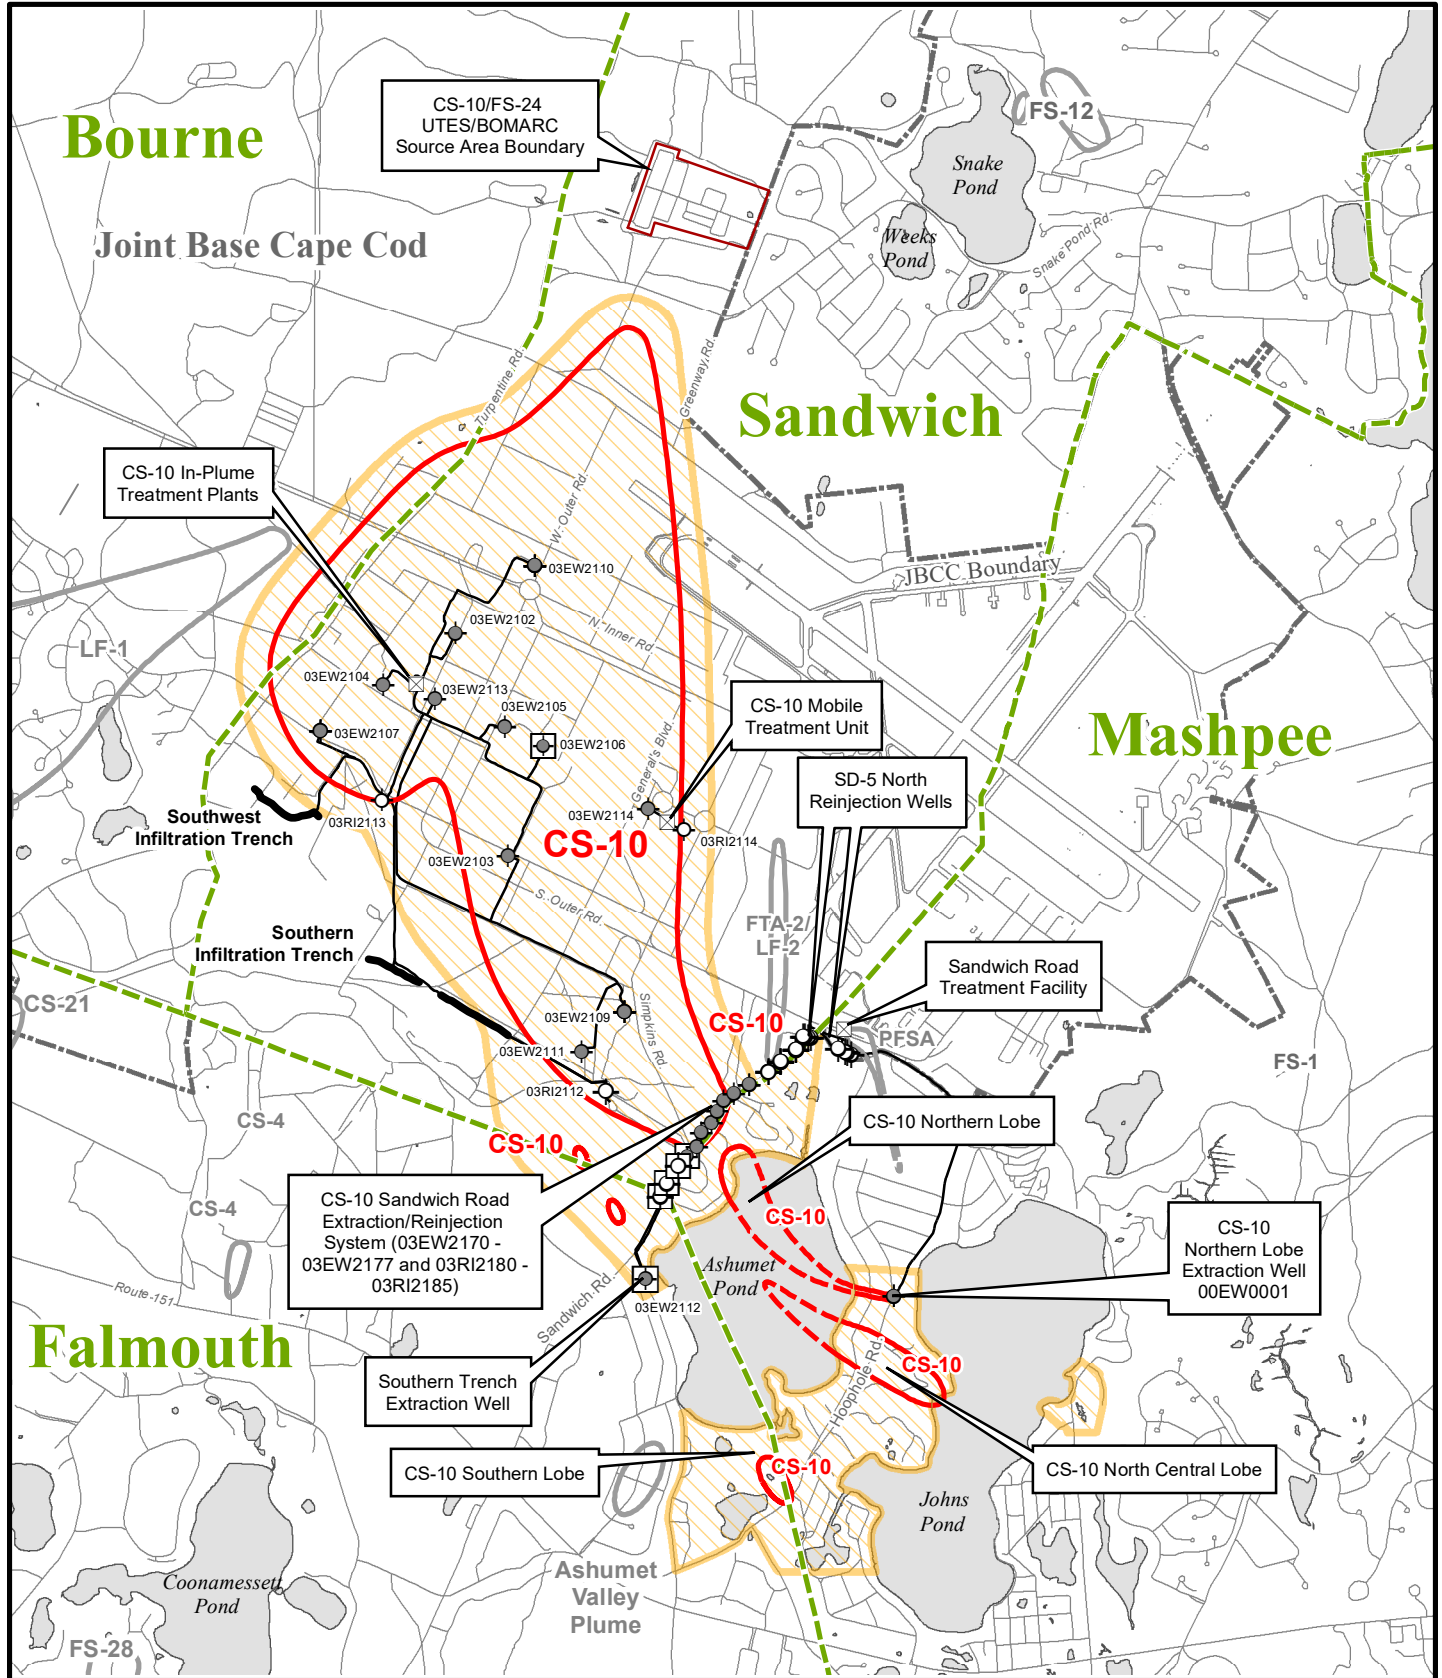 CS-10/FS-24
UTES/BOMARC
Source Area Boundary
FS-12
Bourne
Snake
Pond
Joint Base Cape Cod
Weeks
Pond
Snake Pond Rd.
Turpentine Rd.
Greenway Rd.
Sandwich
CS-10 In-Plume
Treatment Plants
W. Outer Rd.
03EW2110
JBCC Boundary
03EW2102
N. Inner Rd.
LF-1
03EW2104
03EW2113
03EW2105
CS-10 Mobile
Treatment Unit
03EW2107
03EW2106
Mashpee
General's Blvd.
SD-5 North
Reinjection Wells
Southwest
Infiltration Trench
03RI2113
03EW2114
03RI2114
CS-10
03EW2103
S. Outer Rd.
FTA-2/
LF-2
Southern
Infiltration Trench
Sandwich Road
Treatment Facility
CS-21
Simpkins Rd.
03EW2109
CS-10
PFSA
03EW2111
FS-1
03RI2112
CS-4
CS-10
CS-10 Northern Lobe
CS-10 Sandwich Road
Extraction/Reinjection
System (03EW2170 -
03EW2177 and 03RI2180 -
03RI2185)
CS-4
CS-10
CS-10
Northern Lobe
Extraction Well
00EW0001
Ashumet
Pond
Route 151
Sandwich Rd.
03EW2112
Falmouth
Hoophole Rd.
CS-10
Southern Trench
Extraction Well
CS-10 Southern Lobe
CS-10
CS-10 North Central Lobe
Johns
Pond
Ashumet
Valley
Plume
Coonamessett
Pond
FS-28